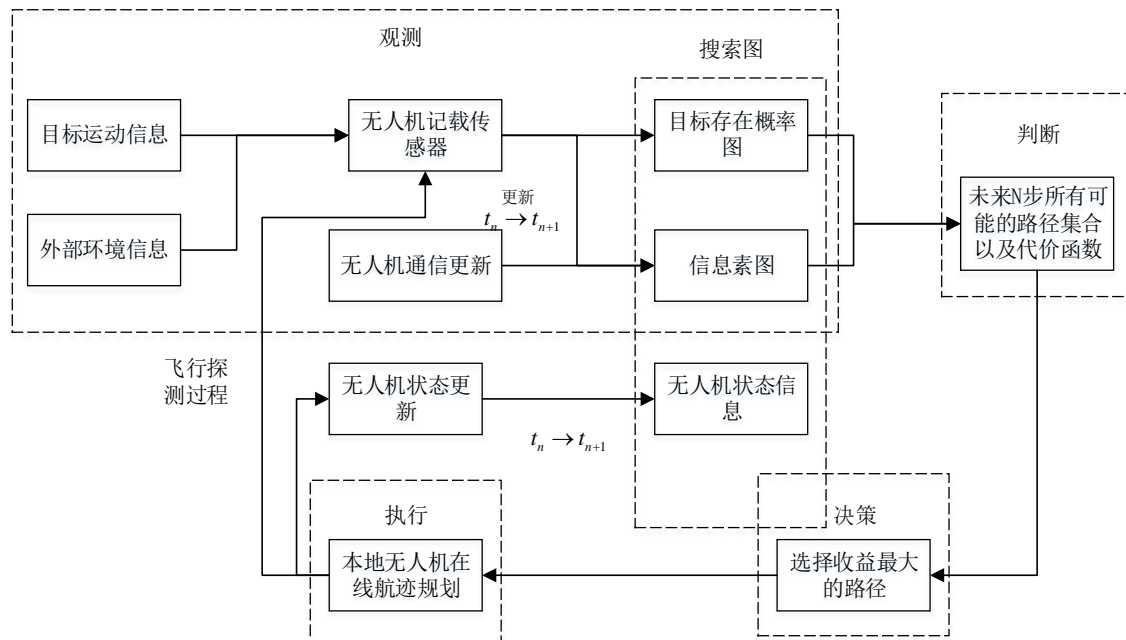 观测
搜索图
目标运动信息
无人机记载传
感器
目标存在概率
图
判断
更新
t_n → t_{n+1}
未来N步所有可
能的路径集合
以及代价函数
外部环境信息
无人机通信更新
信息素图
飞行探
测过程
无人机状态更
新
无人机状态信
息
t_n → t_{n+1}
执行
决策
本地无人机在
线航迹规划
选择收益最大
的路径